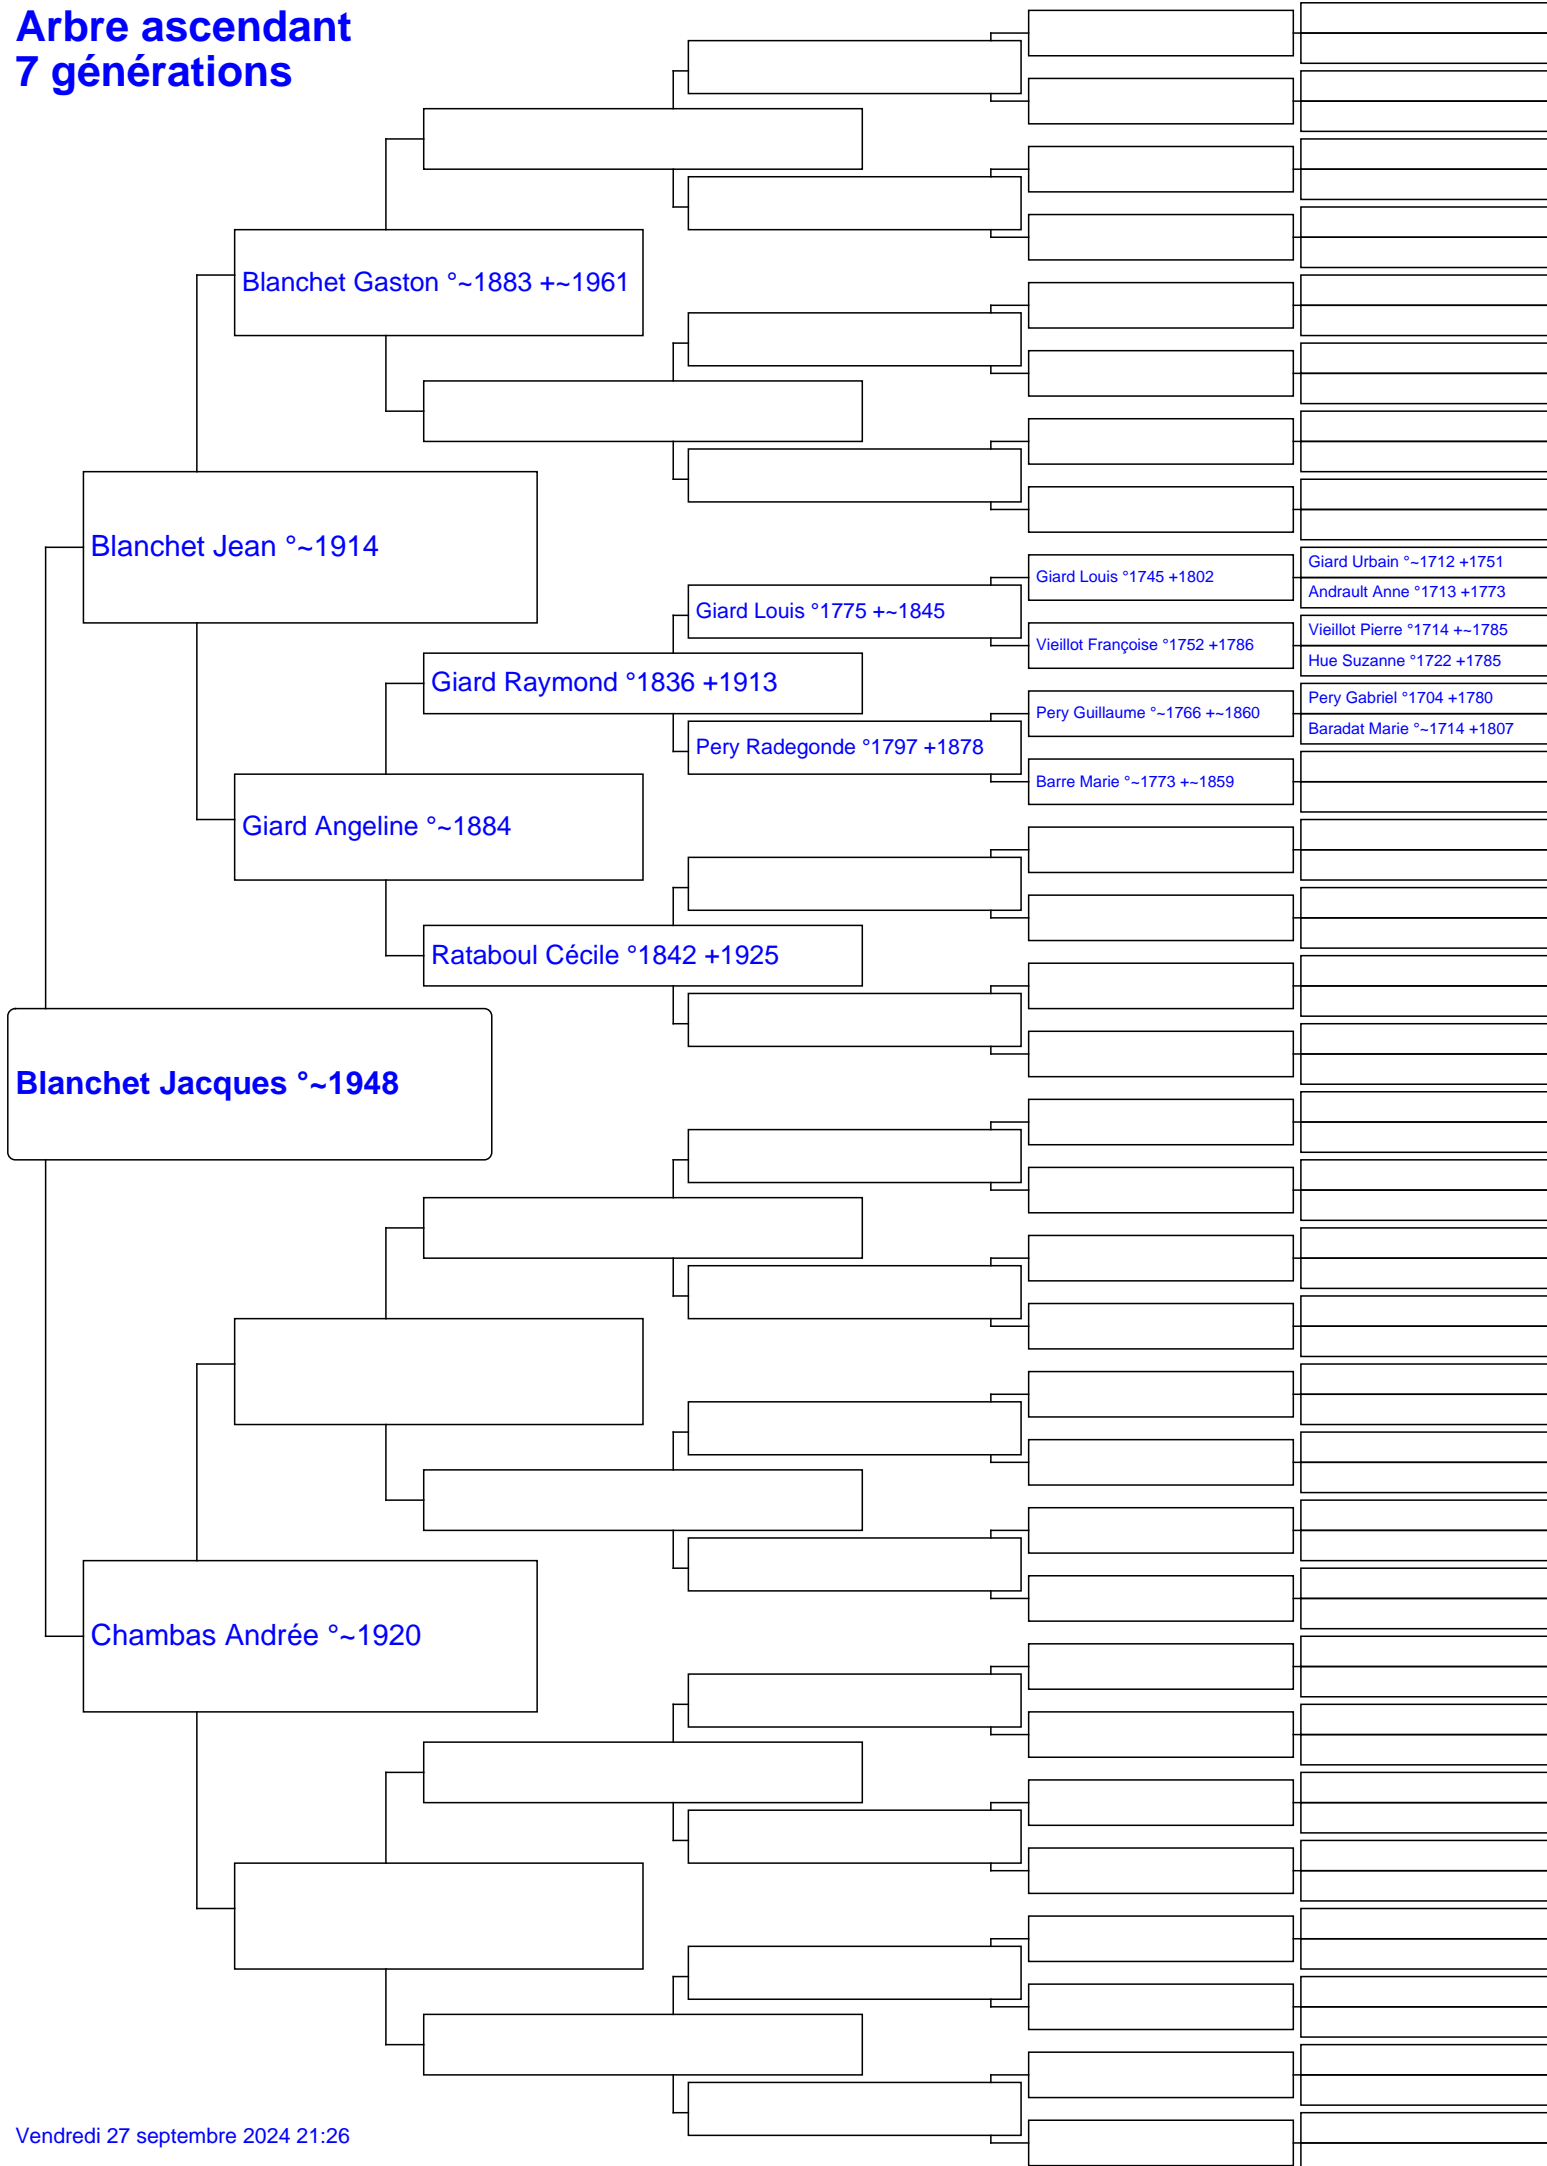 Arbre ascendant
7 générations
Blanchet Gaston °~1883 +~1961
Blanchet Jean °~1914
Giard Urbain °~1712 +1751
Giard Louis °1745 +1802
Andrault Anne °1713 +1773
Giard Louis °1775 +~1845
Vieillot Pierre °1714 +~1785
Vieillot Françoise °1752 +1786
Hue Suzanne °1722 +1785
Giard Raymond °1836 +1913
Pery Gabriel °1704 +1780
Pery Guillaume °~1766 +~1860
Baradat Marie °~1714 +1807
Pery Radegonde °1797 +1878
Barre Marie °~1773 +~1859
Giard Angeline °~1884
Rataboul Cécile °1842 +1925
Blanchet Jacques °~1948
Chambas Andrée °~1920
Vendredi 27 septembre 2024 21:26